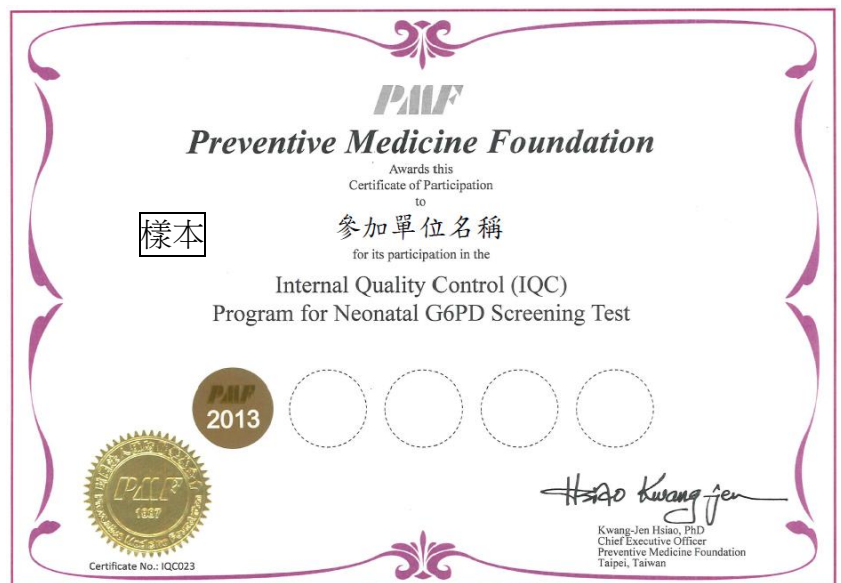 PMF
Preventive Medicine Foundation
Awards this
Certificate of Participation
to
樣本
參加單位名稱
for its participation in the
Internal Quality Control (IQC)
Program for Neonatal G6PD Screening Test
PMF
2013
PMF
1997
Hsiao Kwang-jen
Kwang-Jen Hsiao, PhD
Chief Executive Officer
Preventive Medicine Foundation
Taipei, Taiwan
Certificate No.: IQC023